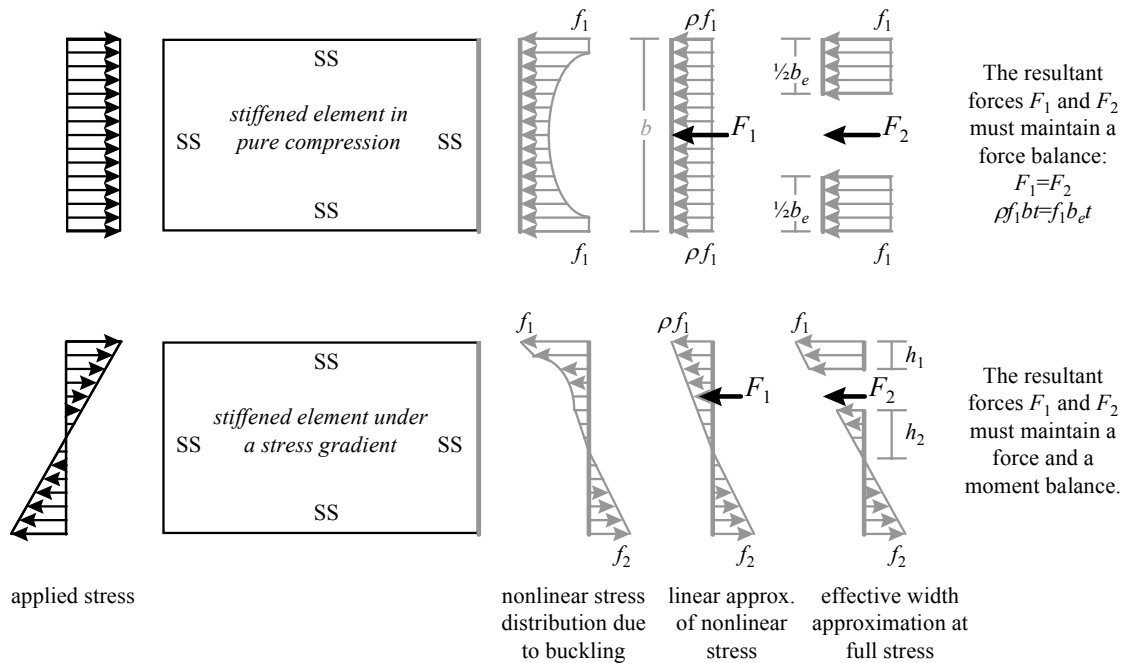 f1
ρf1
f1
SS
½be
stiffened element in
pure compression
SS
SS
b
F1
F2
SS
½be
f1
ρf1
f1
The resultant
forces F1 and F2
must maintain a
force balance:
F1=F2
ρf1bt=f1bet
f1
ρf1
f1
SS
h1
stiffened element under
a stress gradient
SS
SS
F1
F2
h2
SS
f2
f2
f2
The resultant
forces F1 and F2
must maintain a
force and a
moment balance.
applied stress
nonlinear stress
distribution due
to buckling
linear approx.
of nonlinear
stress
effective width
approximation at
full stress